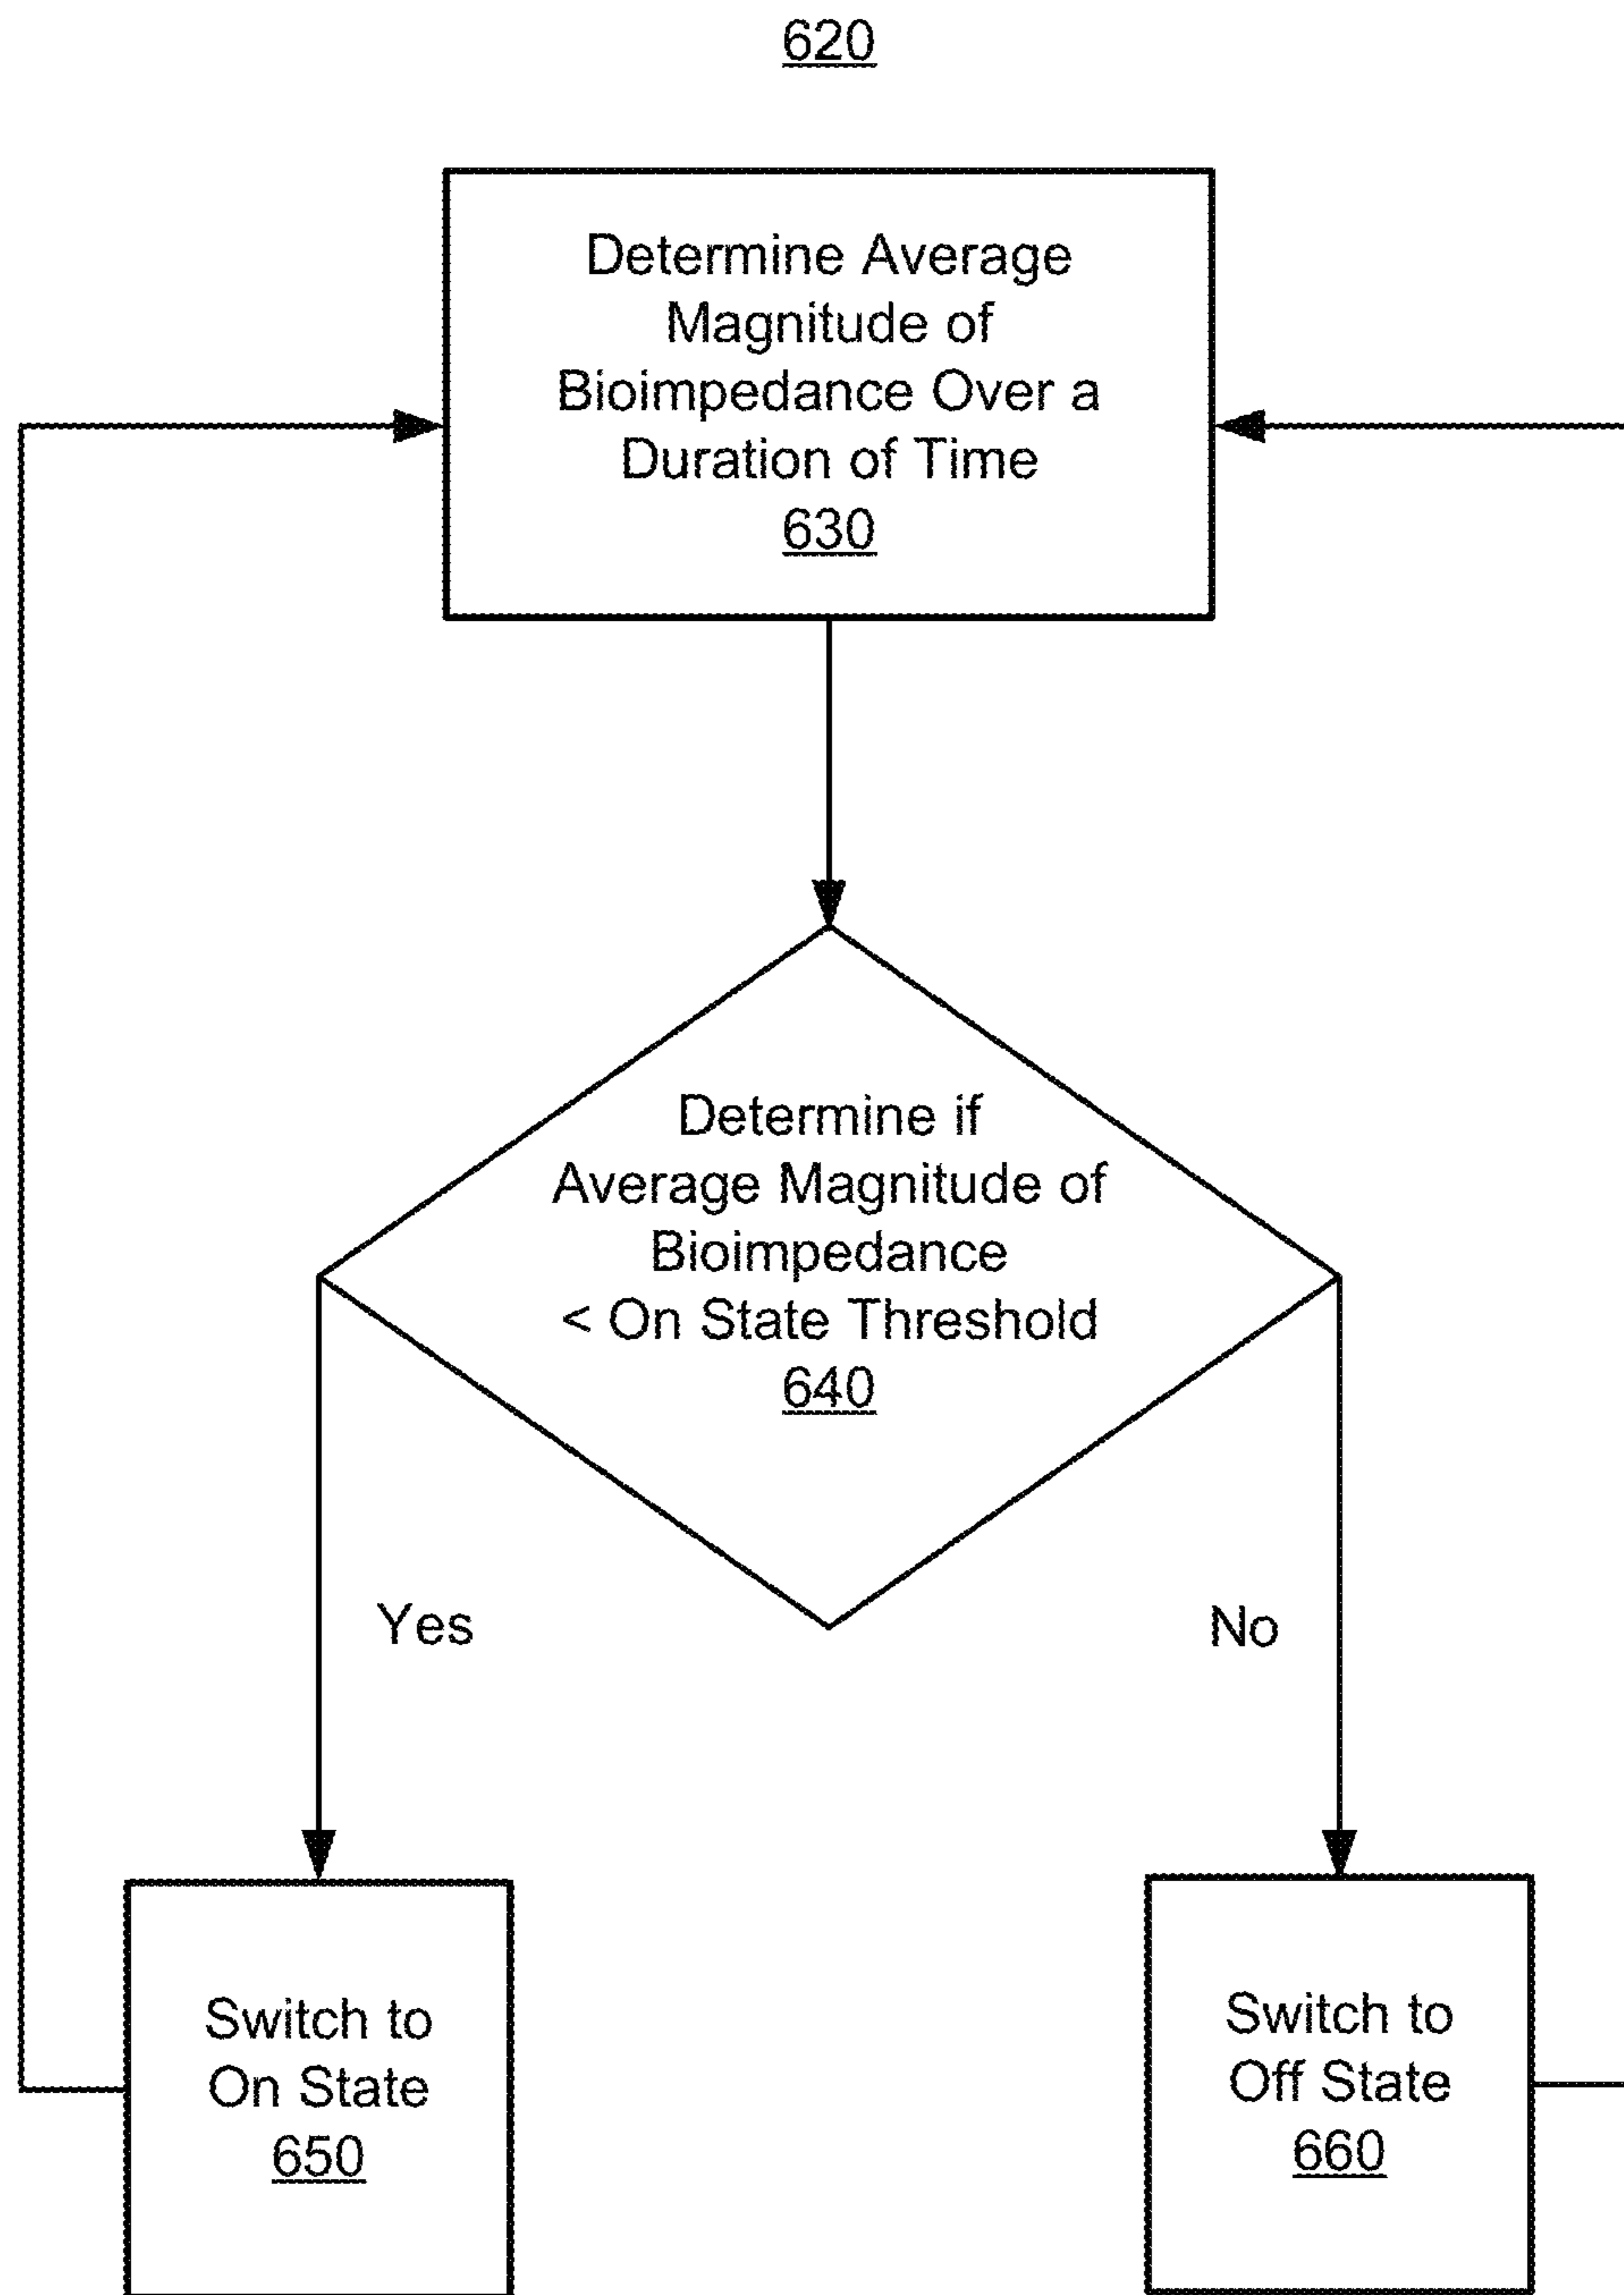 620
Determine Average
Magnitude of
Bioimpedance Over a
Duration of Time
630
Determine if
Average Magnitude of
Bioimpedance
< On State Threshold
640
Yes
No
Switch to
On State
650
Switch to
Off State
660